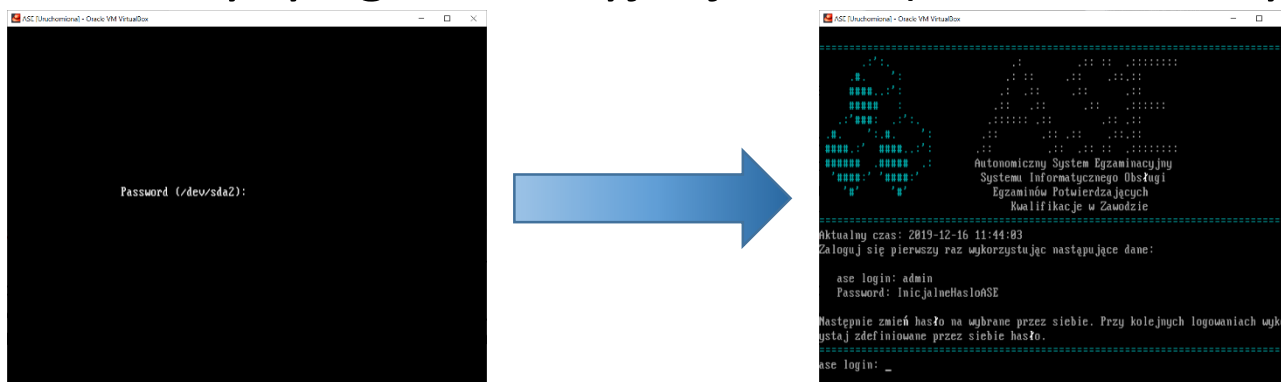 ASE [Uruchomiona] - Oracle VM VirtualBox
Password (/dev/sda2):
ASE [Uruchomiona] - Oracle VM VirtualBox
ASE
Autonomiczny System Egzaminacyjny
Systemu Informatycznego Obsługi
Egzaminów Potwierdzających
Kwalifikacje w Zawodzie
Aktualny czas: 2019-12-16 11:44:03
Zaloguj się pierwszy raz wykorzystując następujące dane:
ase login: admin
Password: InicjalneHasloASE
Następnie zmień hasło na wybrane przez siebie. Przy kolejnych logowaniach wyk
ystaj zdefiniowane przez siebie hasło.
ase login: _